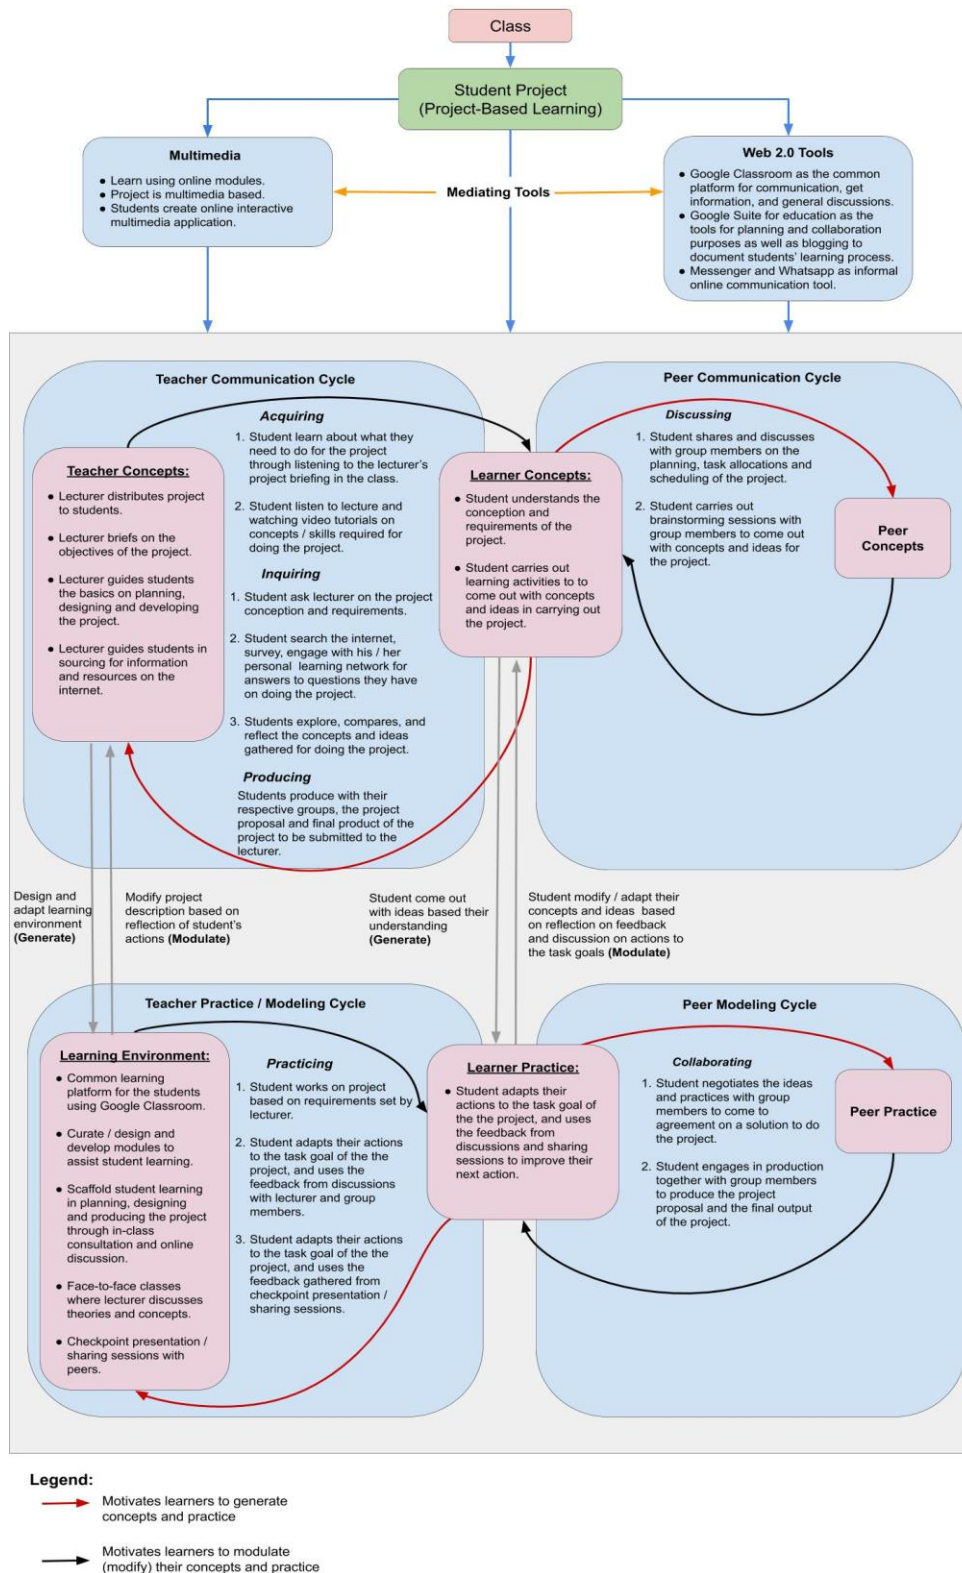 Class
Student Project
(Project-Based Learning)
Multimedia
● Learn using online modules.
● Project is multimedia based.
● Students create online interactive
multimedia application.
Mediating Tools
Web 2.0 Tools
● Google Classroom as the common
platform for communication, get
information, and general discussions.
● Google Suite for education as the
tools for planning and collaboration
purposes as well as blogging to
document students' learning process.
● Messenger and Whatsapp as informal
online communication tool.
Teacher Communication Cycle
Teacher Concepts:
● Lecturer distributes project
to students.
● Lecturer briefs on the
objectives of the project.
● Lecturer guides students
the basics on planning,
designing and developing
the project.
● Lecturer guides students in
sourcing for information
and resources on the
internet.
Acquiring
1. Student learn about what they
need to do for the project
through listening to the lecturer's
project briefing in the class.
2. Student listen to lecture and
watching video tutorials on
concepts / skills required for
doing the project.
Inquiring
1. Student ask lecturer on the project
conception and requirements.
2. Student search the internet,
survey, engage with his / her
personal learning network for
answers to questions they have
on doing the project.
3. Students explore, compares, and
reflect the concepts and ideas
gathered for doing the project.
Producing
Students produce with their
respective groups, the project
proposal and final product of the
project to be submitted to the
lecturer.
Learner Concepts:
● Student understands the
conception and
requirements of the
project.
● Student carries out
learning activities to to
come out with concepts
and ideas in carrying out
the project.
Peer Communication Cycle
Discussing
1. Student shares and discusses
with group members on the
planning, task allocations and
scheduling of the project.
2. Student carries out
brainstorming sessions with
group members to come out
with concepts and ideas for
the project.
Peer
Concepts
Design and
adapt learning
environment
(Generate)
Modify project
description based on
reflection of student's
actions (Modulate)
Student come out
with ideas based their
understanding
(Generate)
Student modify / adapt their
concepts and ideas based
on reflection on feedback
and discussion on actions to
the task goals (Modulate)
Teacher Practice / Modeling Cycle
Learning Environment:
● Common learning
platform for the students
using Google Classroom.
● Curate / design and
develop modules to
assist student learning.
● Scaffold student learning
in planning, designing
and producing the project
through in-class
consultation and online
discussion.
● Face-to-face classes
where lecturer discusses
theories and concepts.
● Checkpoint presentation /
sharing sessions with
peers.
Practicing
1. Student works on project
based on requirements set by
lecturer.
2. Student adapts their actions
to the task goal of the the
project, and uses the
feedback from discussions
with lecturer and group
members.
3. Student adapts their actions
to the task goal of the the
project, and uses the
feedback gathered from
checkpoint presentation /
sharing sessions.
Learner Practice:
● Student adapts their
actions to the task goal of
the the project, and uses
the feedback from
discussions and sharing
sessions to improve their
next action.
Peer Modeling Cycle
Collaborating
1. Student negotiates the ideas
and practices with group
members to come to
agreement on a solution to do
the project.
2. Student engages in production
together with group members
to produce the project
proposal and the final output
of the project.
Peer Practice
Legend:
Motivates learners to generate
concepts and practice
Motivates learners to modulate
(modify) their concepts and practice